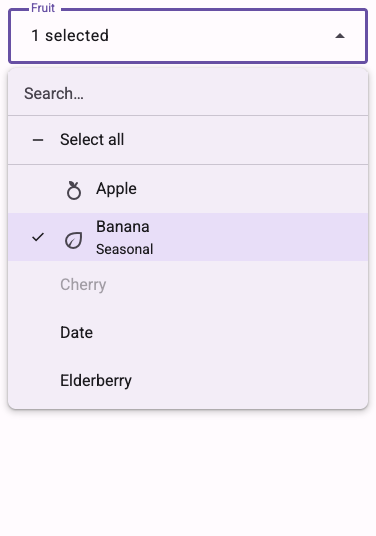 Fruit
1 selected
Search…
Select all
Apple
Banana
Seasonal
Cherry
Date
Elderberry